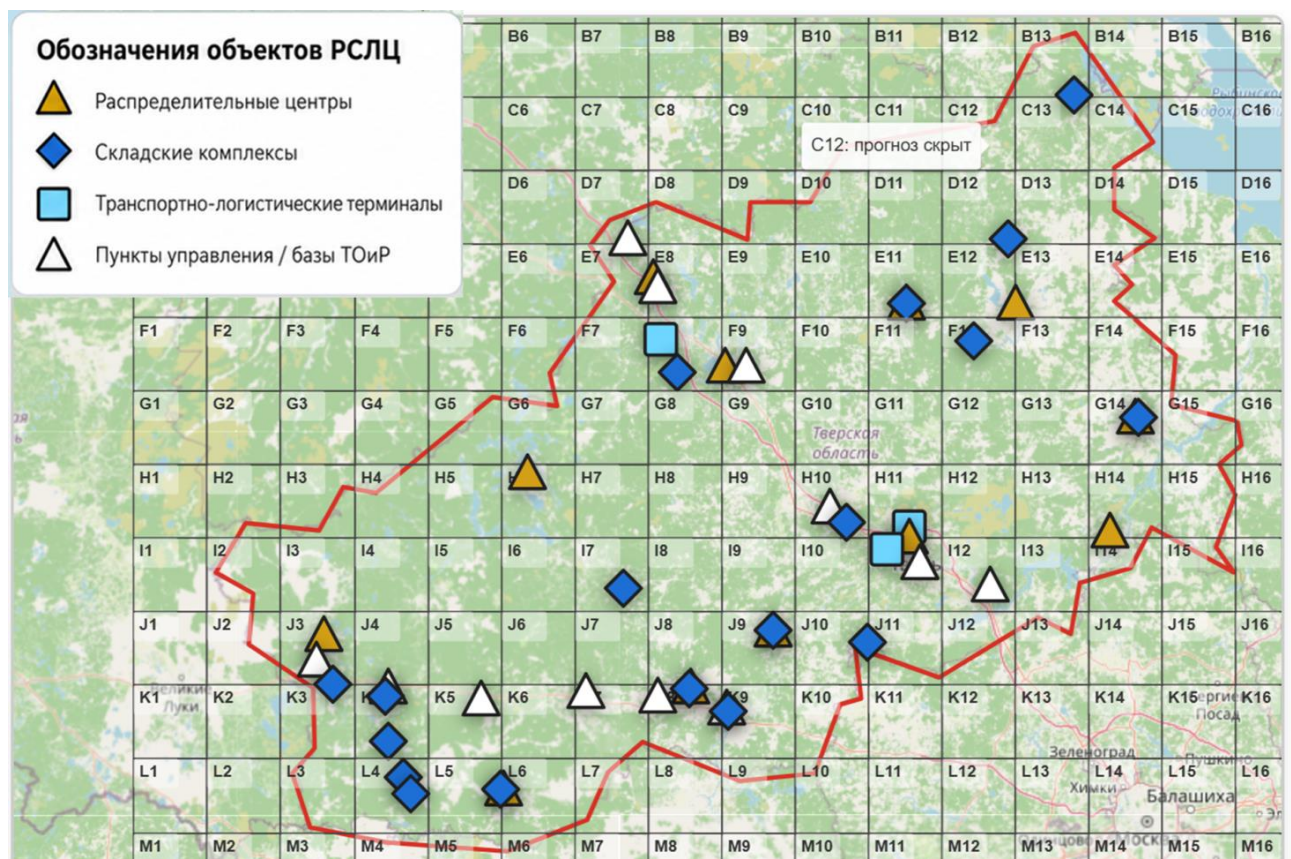 Обозначения объектов РСЛЦ
Распределительные центры
Складские комплексы
Транспортно-логистические терминалы
Пункты управления / базы ТОиР
B6 B7 B8 B9 B10 B11 B12 B13 B14 B15 B16
C6 C7 C8 C9 C10 C11 C12 C13 C14 C15 C16
C12: прогноз скрыт
D6 D7 D8 D9 D10 D11 D12 D13 D14 D15 D16
E6 E7 E8 E9 E10 E11 E12 E13 E14 E15 E16
F1 F2 F3 F4 F5 F6 F7 F9 F10 F11 F13 F14 F15 F16
G1 G2 G3 G4 G5 G6 G7 G8 G9 G10 G11 G12 G13 G14 G15 G16
Тверская
область
H1 H2 H3 H4 H5 H7 H8 H9 H10 H11 H12 H13 H14 H15 H16
I1 I2 I3 I4 I5 I6 I7 I8 I9 I10 I12 I13 I14 I15 I16
J1 J2 J3 J4 J5 J6 J7 J8 J9 J10 J11 J12 J13 J14 J15 J16
Великие
Луки
K1 K2 K3 K5 K6 K9 K10 K11 K12 K13 K14 K15 K16
Посад
Зеленоград
Пушкино
L1 L2 L3 L4 L5 L6 L7 L8 L9 L10 L11 L12 L13 L14 L15 L16
Химки
Балашиха
Москва
M1 M2 M3 M4 M5 M6 M7 M8 M9 M10 M11 M12 M13 M14 M15 M16